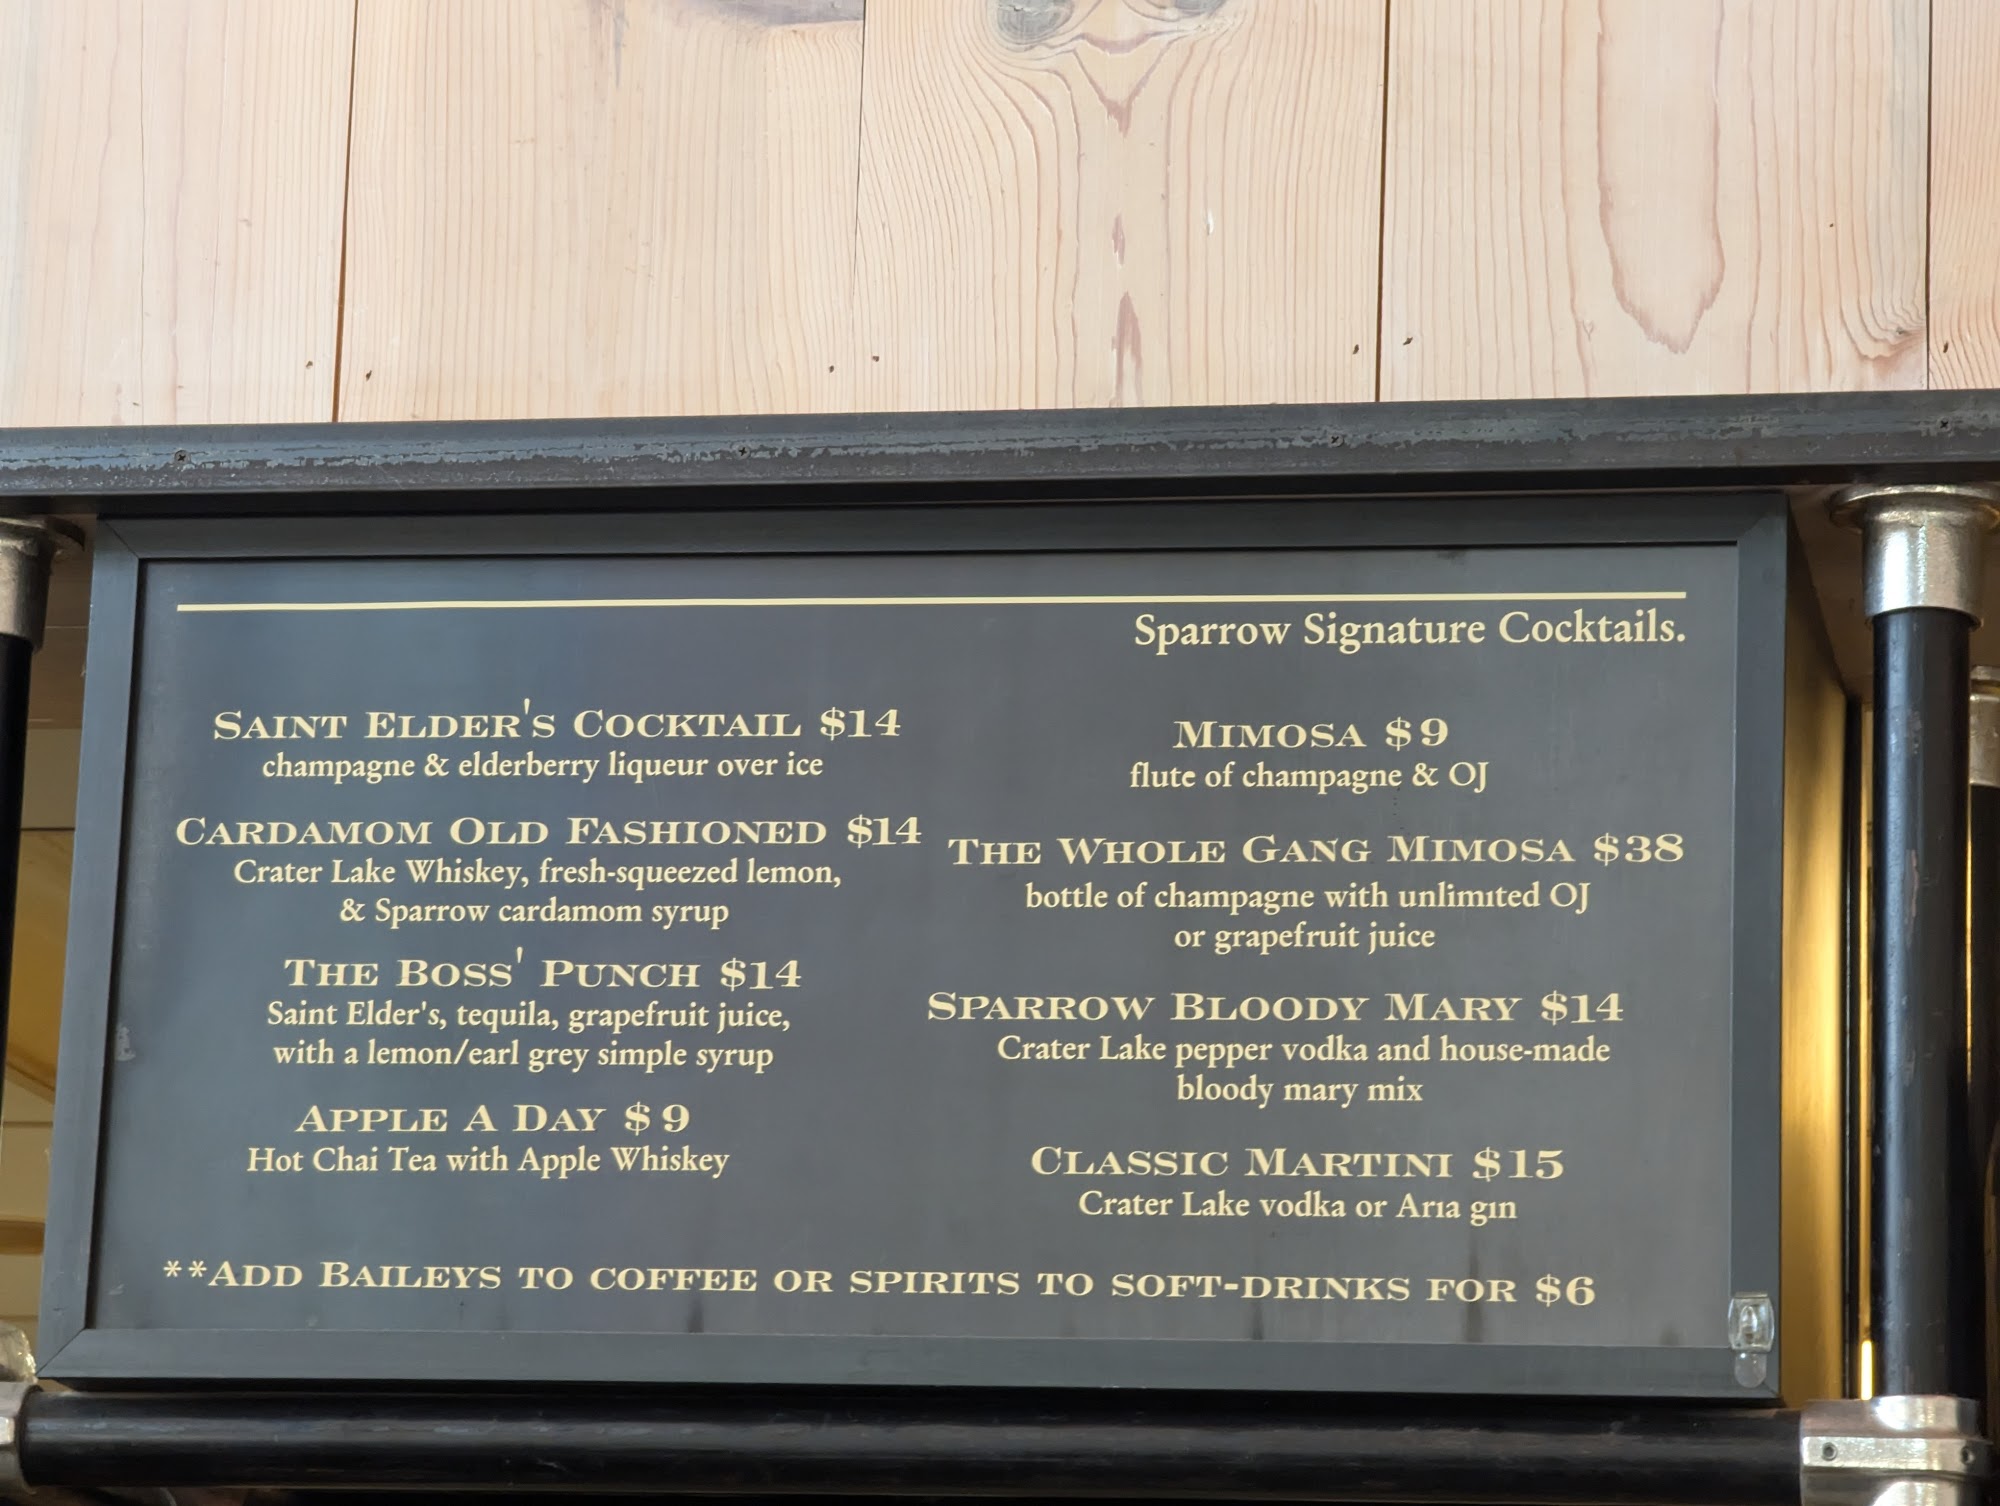 Sparrow Signature Cocktails.
Saint Elder's Cocktail $14
champagne & elderberry liqueur over ice
Cardamom Old Fashioned $14
Crater Lake Whiskey, fresh-squeezed lemon,
& Sparrow cardamom syrup
The Boss' Punch $14
Saint Elder's, tequila, grapefruit juice,
with a lemon/earl grey simple syrup
Apple A Day $9
Hot Chai Tea with Apple Whiskey
Mimosa $9
flute of champagne & OJ
The Whole Gang Mimosa $38
bottle of champagne with unlimited OJ
or grapefruit juice
Sparrow Bloody Mary $14
Crater Lake pepper vodka and house-made
bloody mary mix
Classic Martini $15
Crater Lake vodka or Aria gin
**Add Baileys to coffee or spirits to soft-drinks for $6